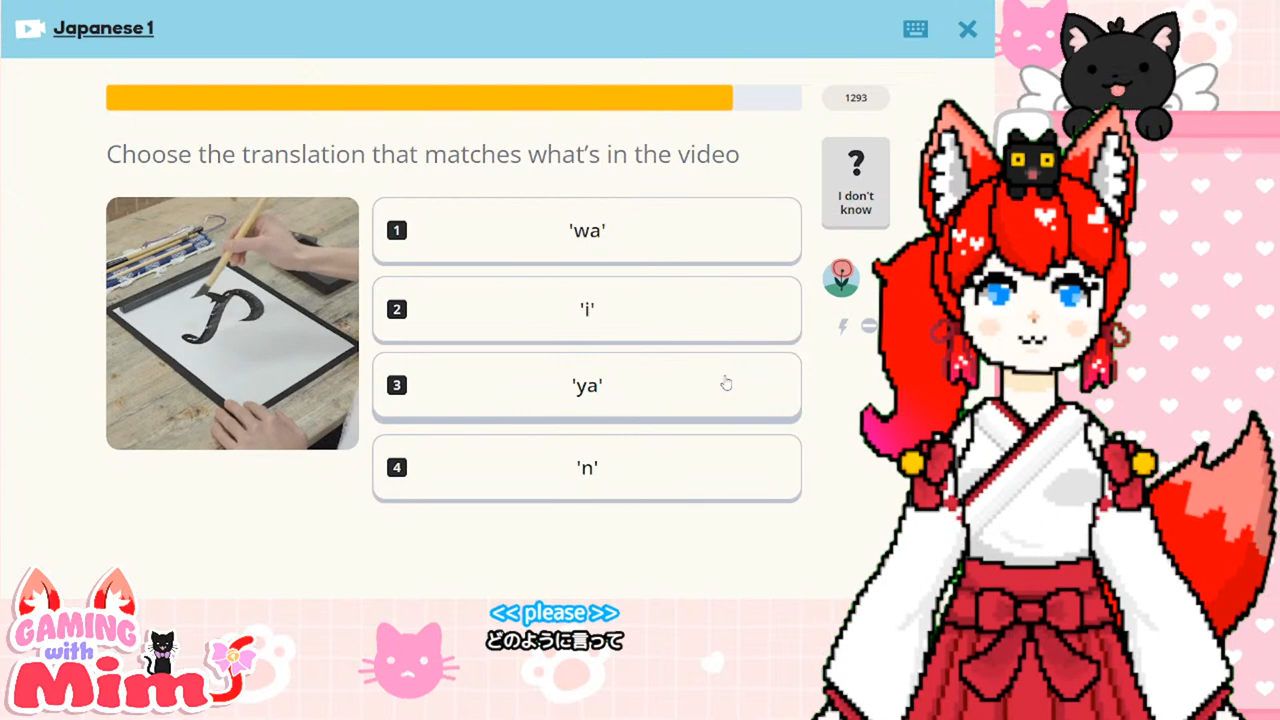 Japanese 1
1293
Choose the translation that matches what's in the video
?
I don't
know
1 'wa'
2 'i'
3 'ya'
4 'n'
<< please >>
どのように言って
GAMING
with
Mim